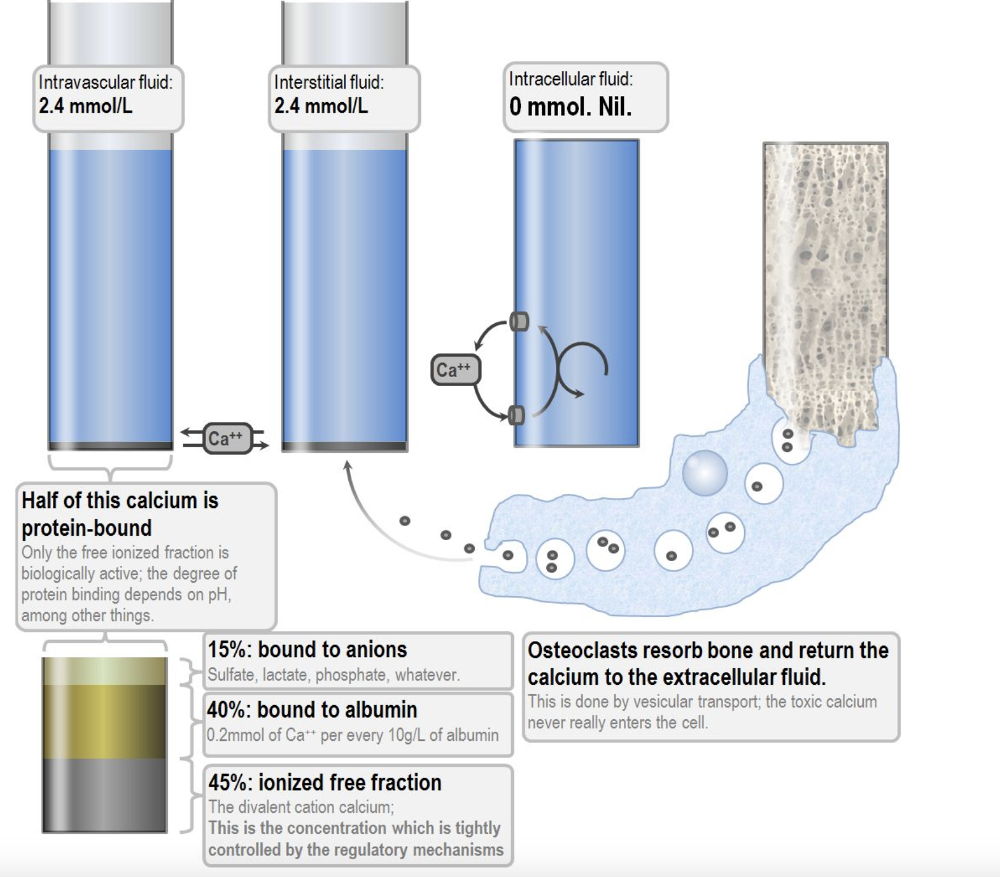 Intravascular fluid:
2.4 mmol/L
Interstitial fluid:
2.4 mmol/L
Intracellular fluid:
0 mmol. Nil.
Ca⁺⁺
Ca⁺⁺
Half of this calcium is
protein-bound
Only the free ionized fraction is
biologically active; the degree of
protein binding depends on pH,
among other things.
15%: bound to anions
Sulfate, lactate, phosphate, whatever.
40%: bound to albumin
0.2mmol of Ca⁺⁺ per every 10g/L of albumin
45%: ionized free fraction
The divalent cation calcium;
This is the concentration which is tightly
controlled by the regulatory mechanisms
Osteoclasts resorb bone and return the
calcium to the extracellular fluid.
This is done by vesicular transport; the toxic calcium
never really enters the cell.